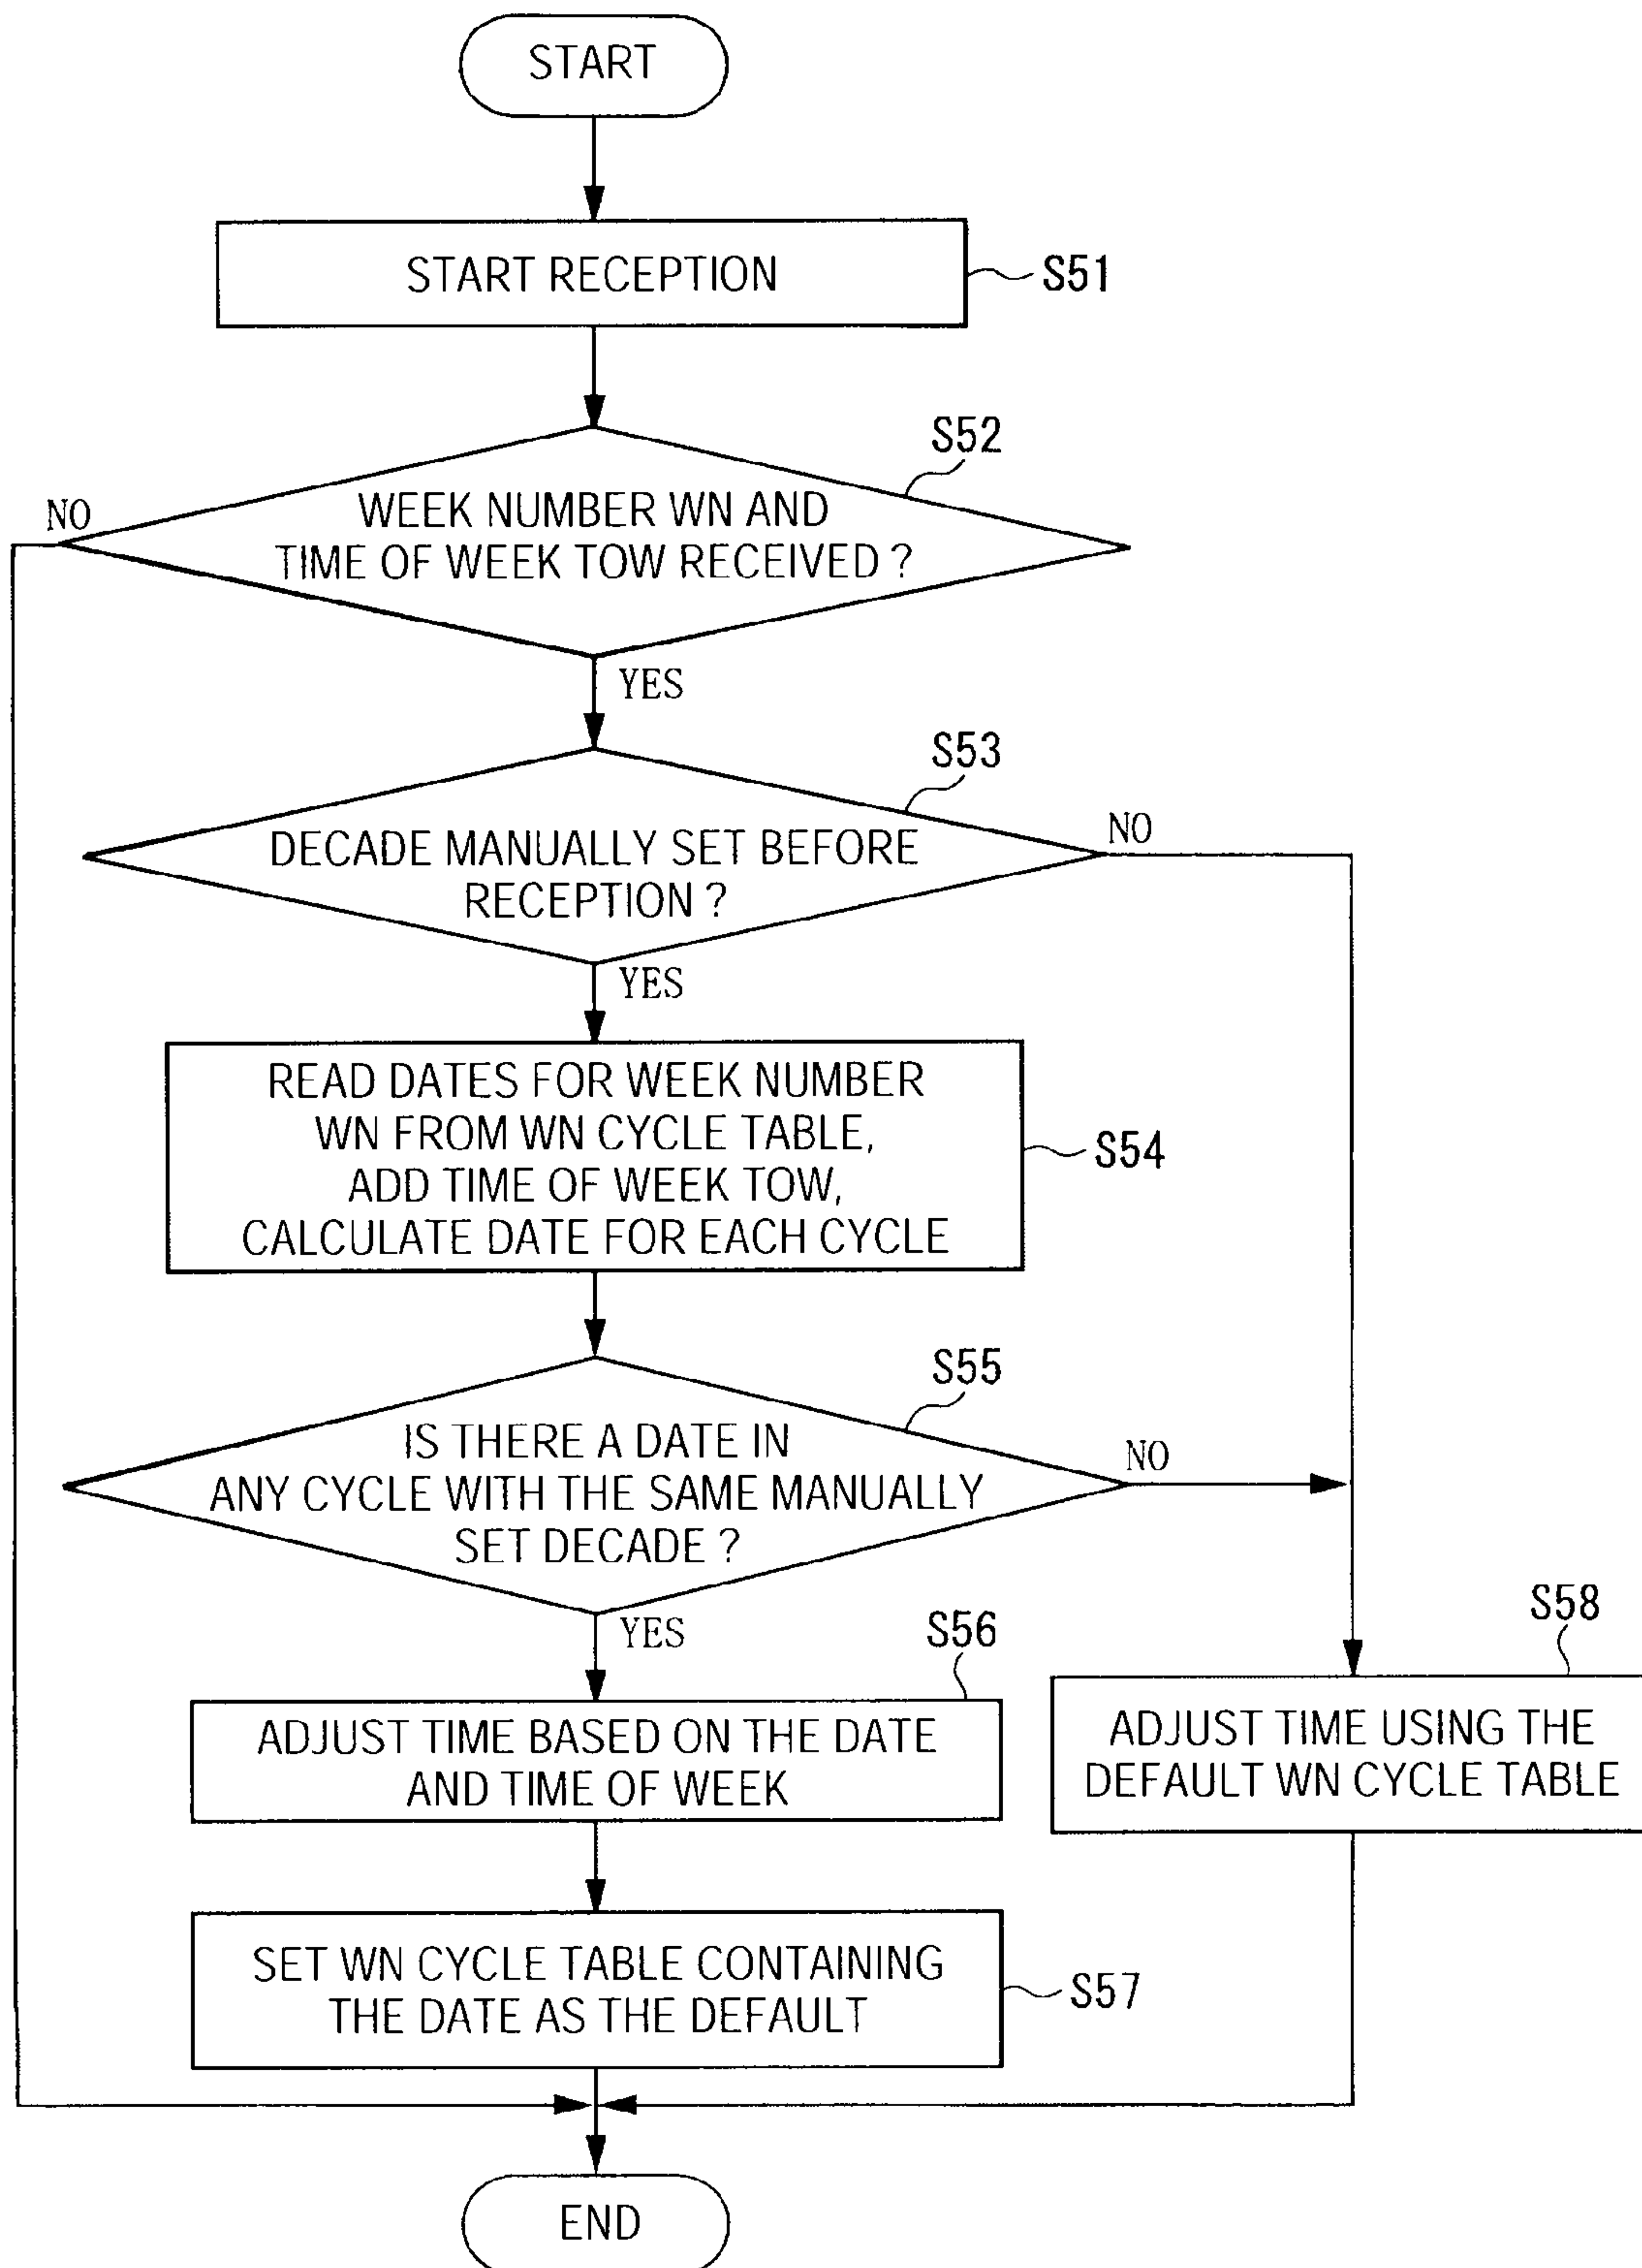 START
START RECEPTION
S51
S52
NO
WEEK NUMBER WN AND
TIME OF WEEK TOW RECEIVED ?
YES
S53
NO
DECADE MANUALLY SET BEFORE
RECEPTION ?
YES
READ DATES FOR WEEK NUMBER
WN FROM WN CYCLE TABLE,
ADD TIME OF WEEK TOW,
CALCULATE DATE FOR EACH CYCLE
S54
S55
IS THERE A DATE IN
NO
ANY CYCLE WITH THE SAME MANUALLY
SET DECADE ?
YES
S56
S58
ADJUST TIME BASED ON THE DATE
AND TIME OF WEEK
ADJUST TIME USING THE
DEFAULT WN CYCLE TABLE
SET WN CYCLE TABLE CONTAINING
THE DATE AS THE DEFAULT
S57
END